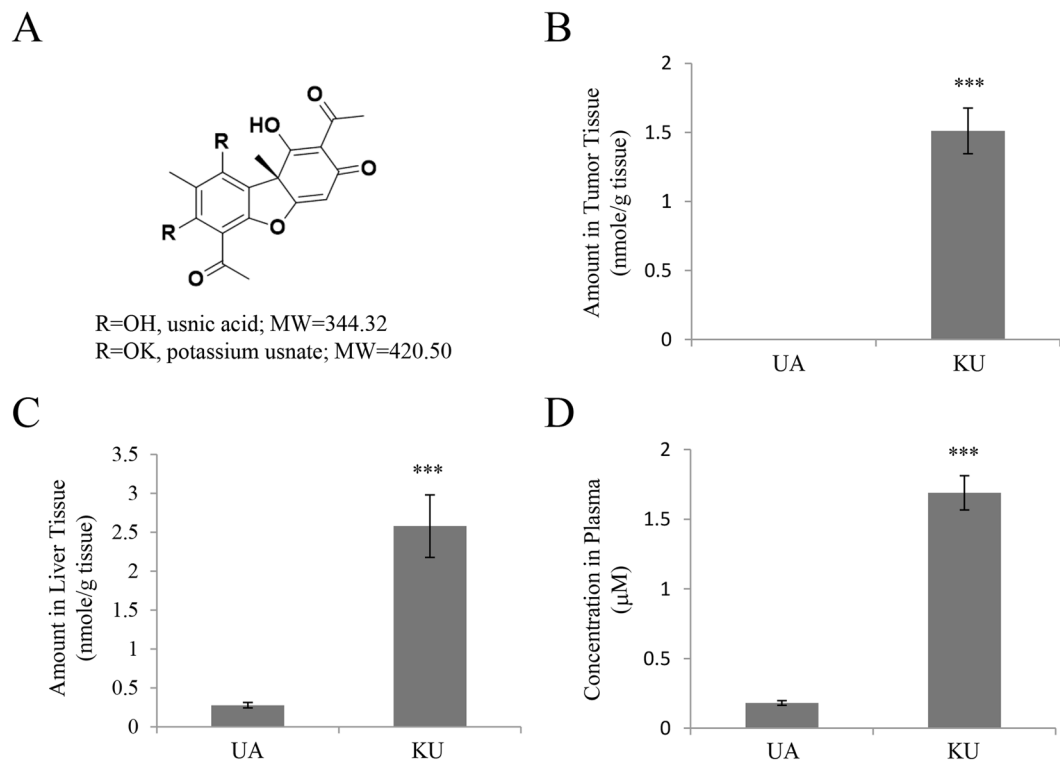 A
O
HO
R
O
R
O
O
R=OH, usnic acid; MW=344.32
R=OK, potassium usnate; MW=420.50
B
Amount in Tumor Tissue
(nmole/g tissue)
2
1.5
1
0.5
0
***
UA
KU
C
Amount in Liver Tissue
(nmole/g tissue)
3.5
3
2.5
2
1.5
1
0.5
0
***
UA
KU
D
Concentration in Plasma
(μM)
2
1.5
1
0.5
0
***
UA
KU